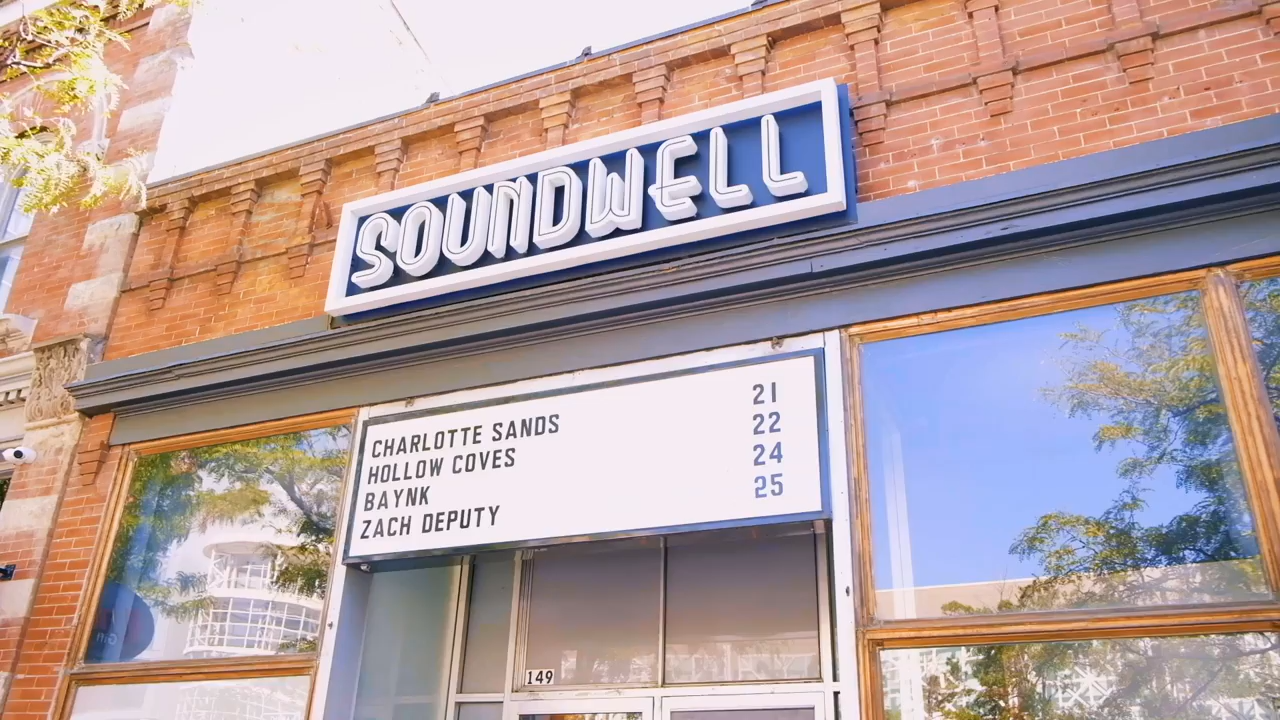 SOUNDWELL
CHARLOTTE SANDS 21
HOLLOW COVES 22
BAYNK 24
ZACH DEPUTY 25
149